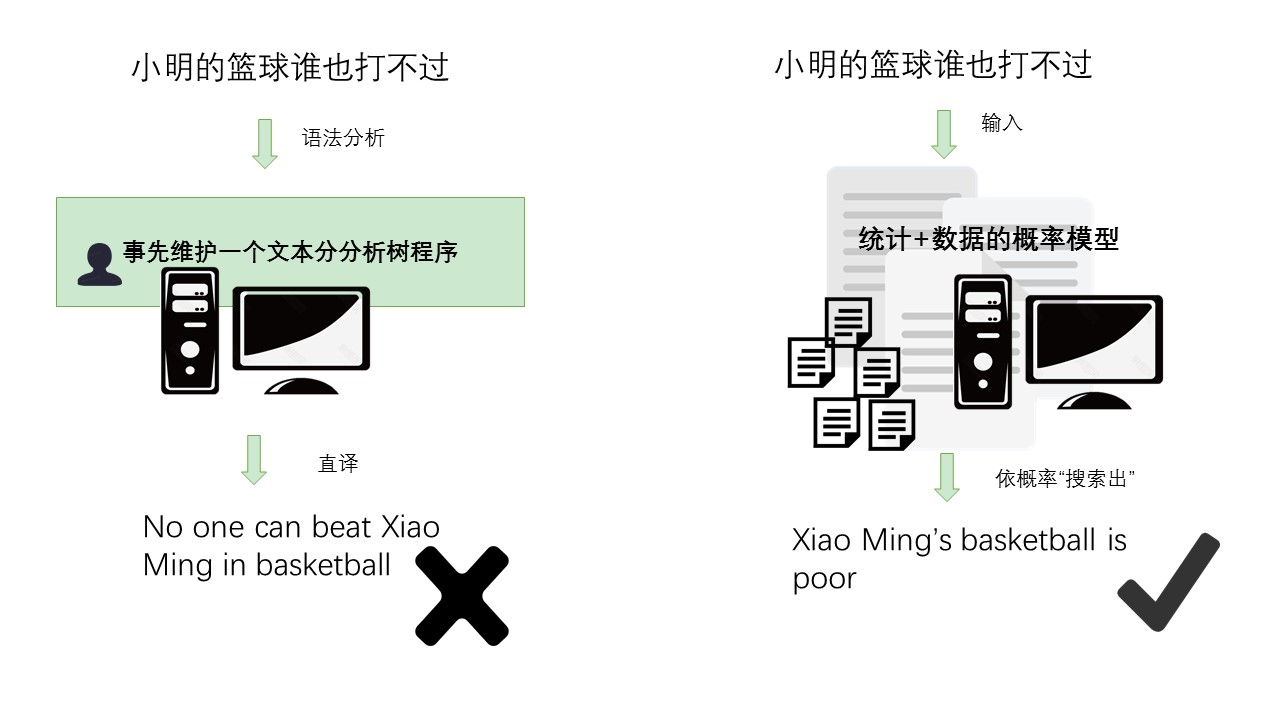 小明的篮球谁也打不过
语法分析
事先维护一个文本分分析树程序
直译
No one can beat Xiao
Ming in basketball
小明的篮球谁也打不过
输入
统计+数据的概率模型
依概率“搜索出”
Xiao Ming’s basketball is
poor